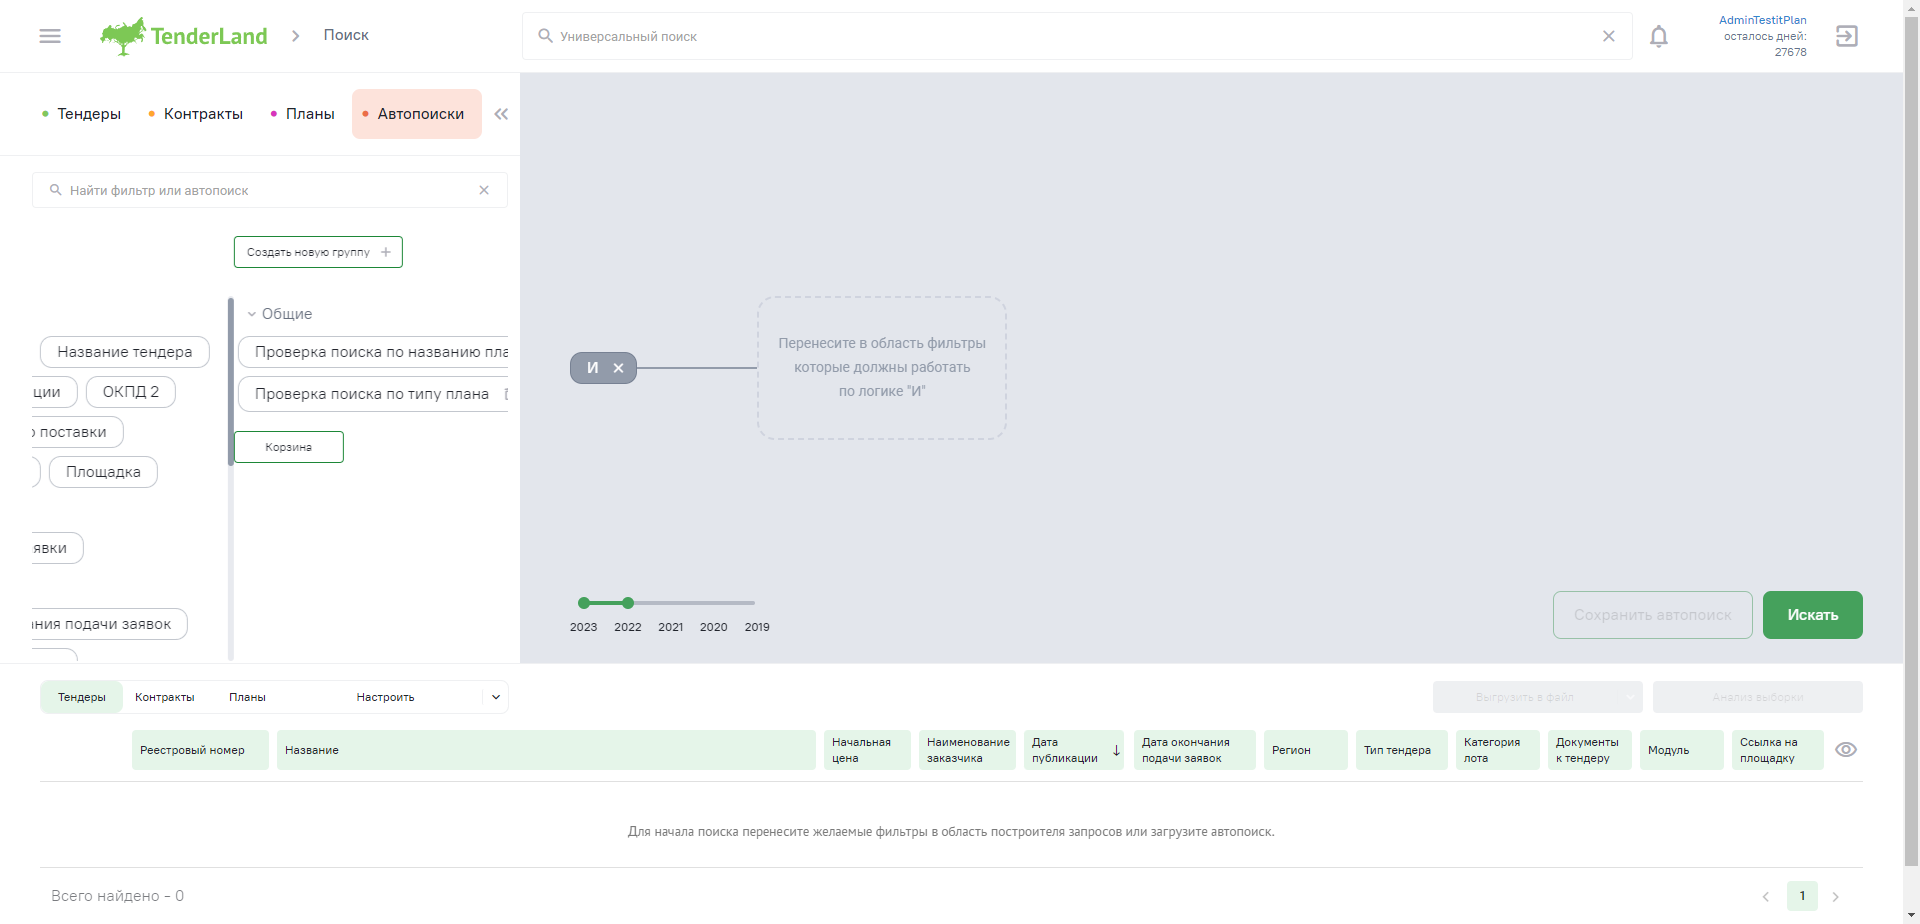 TenderLand
Поиск
Универсальный поиск
AdminTestitPlan
осталось дней:
27678
Тендеры
Контракты
Планы
Автопоиски
Найти фильтр или автопоиск
Создать новую группу
Общие
Название тендера
Проверка поиска по названию пла
ции
ОКПД 2
Проверка поиска по типу плана
о поставки
Корзина
Площадка
явки
ания подачи заявок
И
Перенесите в область фильтры
которые должны работать
по логике "И"
2023 2022 2021 2020 2019
Сохранить автопоиск
Искать
Тендеры
Контракты
Планы
Настроить
Выгрузить в файл
Анализ выборки
Реестровый номер
Название
Начальная
цена
Наименование
заказчика
Дата
публикации
Дата окончания
подачи заявок
Регион
Тип тендера
Категория
лота
Документы
к тендеру
Модуль
Ссылка на
площадку
Для начала поиска перенесите желаемые фильтры в область построителя запросов или загрузите автопоиск.
Всего найдено - 0
1